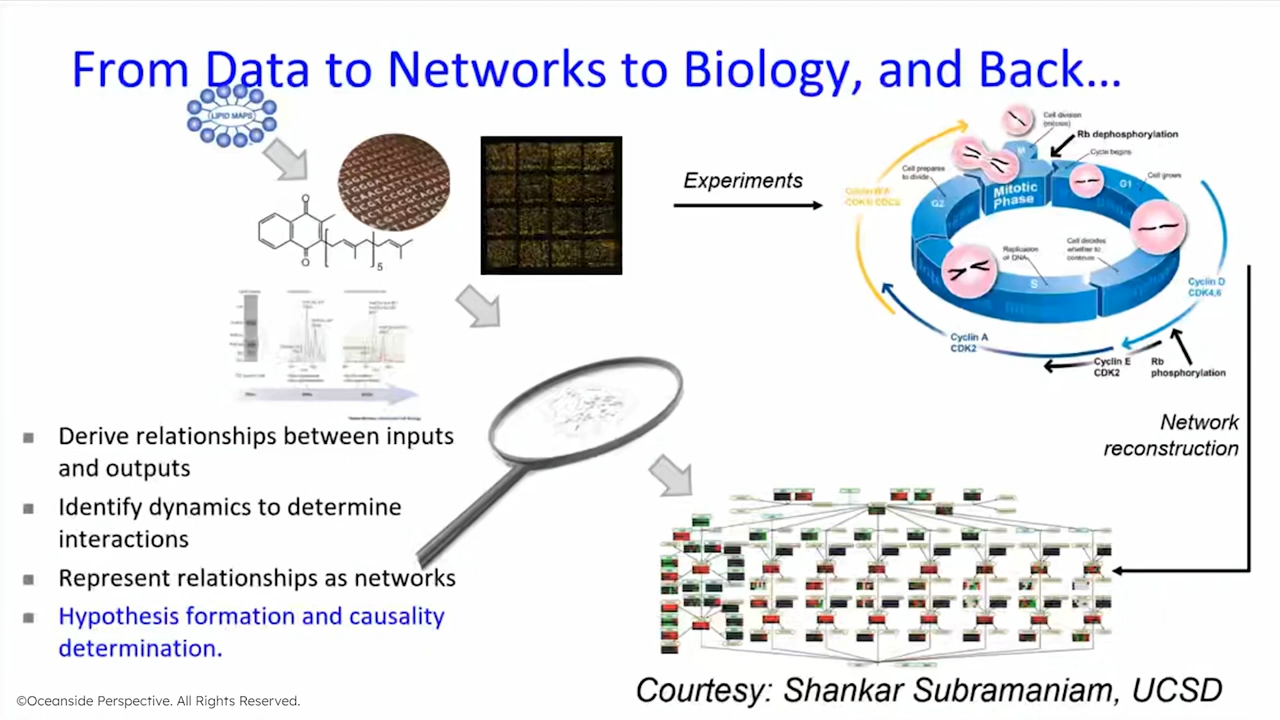 From Data to Networks to Biology, and Back...
LIPID MAPS
O
O
5
Experiments
Cell division
(mitosis)
Rb dephosphorylation
Cycle begins
Cell prepares
to divide
M
G1
Cell grows
Mitotic
Phase
G2
Replication
of DNA
Cell decides
whether to
continue
S
Cyclin D
CDK4,6
Cyclin A
CDK2
Cyclin E
CDK2
Rb
phosphorylation
Network
reconstruction
Derive relationships between inputs
and outputs
Identify dynamics to determine
interactions
Represent relationships as networks
Hypothesis formation and causality
determination.
Courtesy: Shankar Subramaniam, UCSD
©Oceanside Perspective. All Rights Reserved.